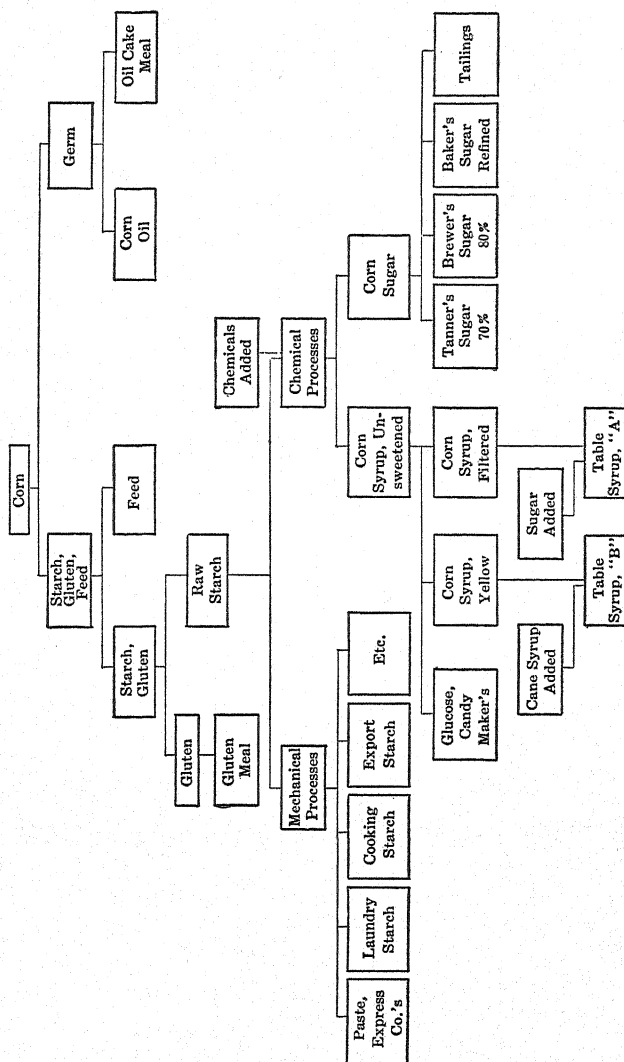 Corn
Starch,
Gluten,
Feed
Germ
Starch,
Gluten
Feed
Corn
Oil
Oil Cake
Meal
Gluten
Raw
Starch
Gluten
Meal
Chemicals
Added
Mechanical
Processes
Chemical
Processes
Paste,
Express
Co.'s
Laundry
Starch
Cooking
Starch
Export
Starch
Etc.
Corn
Syrup, Un-
sweetened
Corn
Sugar
Glucose,
Candy
Maker's
Corn
Syrup,
Yellow
Corn
Syrup,
Filtered
Tanner's
Sugar
70%
Brewer's
Sugar
80%
Baker's
Sugar
Refined
Tailings
Cane Syrup
Added
Sugar
Added
Table
Syrup, "B"
Table
Syrup, "A"